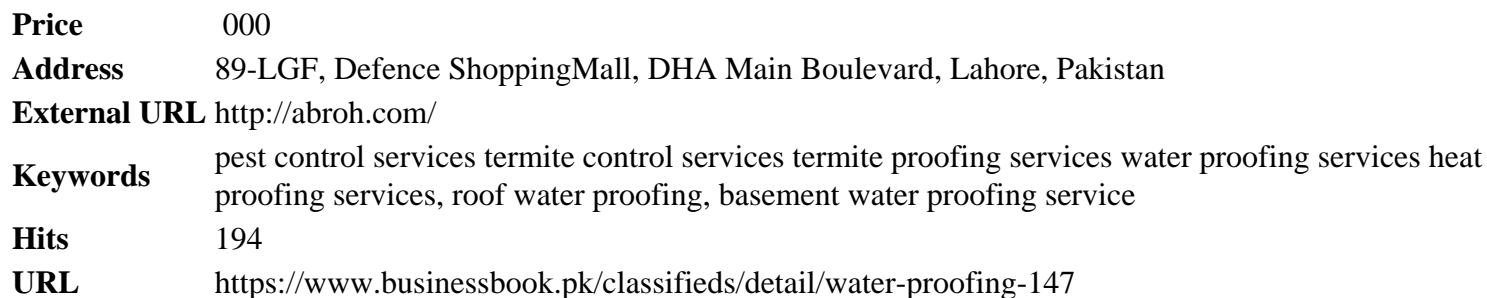 Price 000
Address 89-LGF, Defence ShoppingMall, DHA Main Boulevard, Lahore, Pakistan
External URL http://abroh.com/
Keywords pest control services termite control services termite proofing services water proofing services heat
proofing services, roof water proofing, basement water proofing service
Hits 194
URL https://www.businessbook.pk/classifieds/detail/water-proofing-147